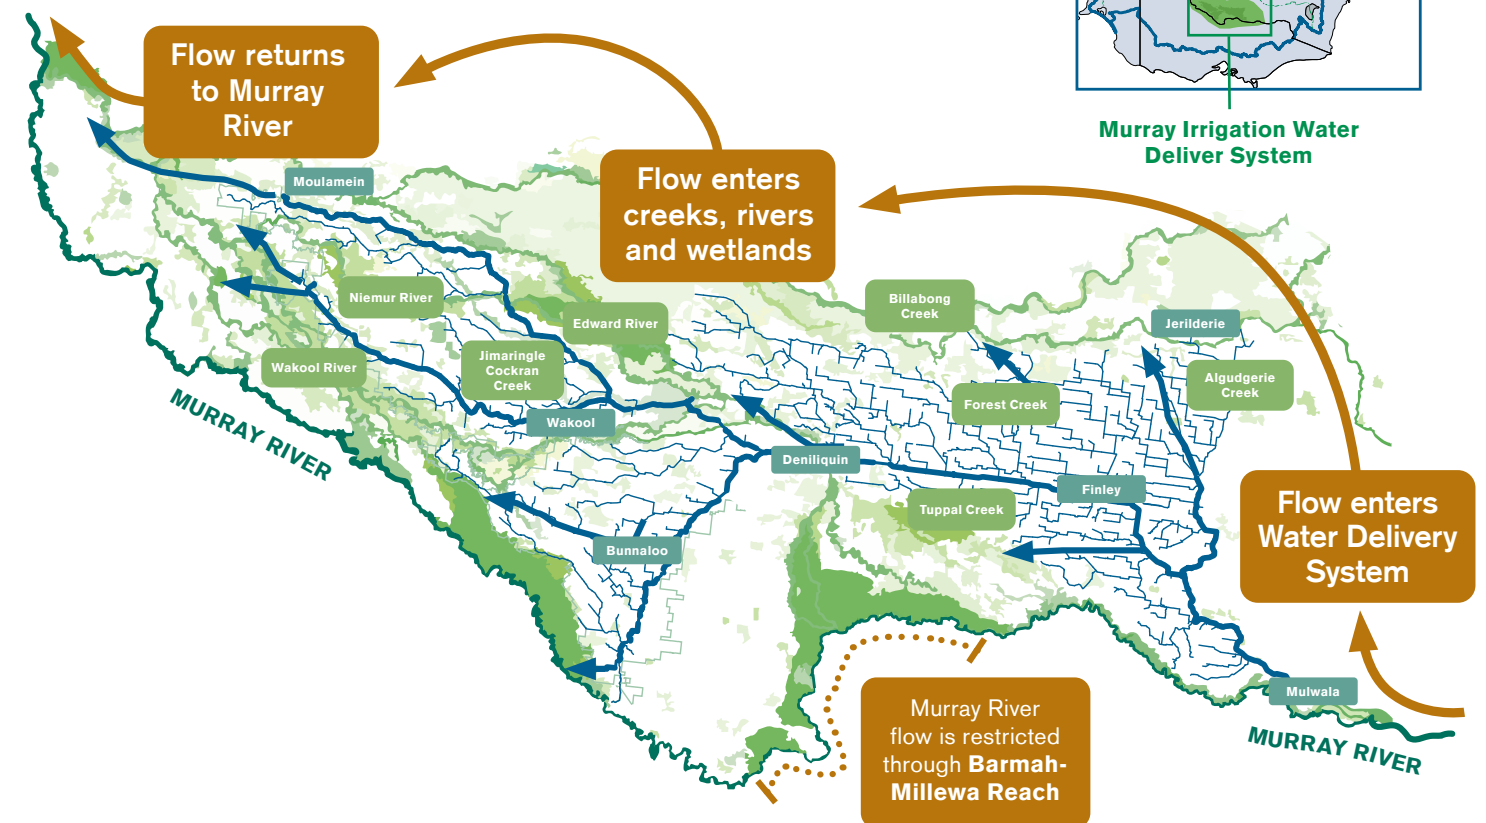 Flow returns
to Murray
River
Murray Irrigation Water
Deliver System
Flow enters
creeks, rivers
and wetlands
Moulamein
Niemur River
Billabong
Creek
Edward River
Jerilderie
Jimaringle
Cockran
Creek
Wakool River
Algudgerie
Creek
Forest Creek
MURRAY RIVER
Wakool
Deniliquin
Finley
Tuppal Creek
Flow enters
Water Delivery
System
Bunnaloo
Mulwala
Murray River
flow is restricted
through Barmah-
Millewa Reach
MURRAY RIVER